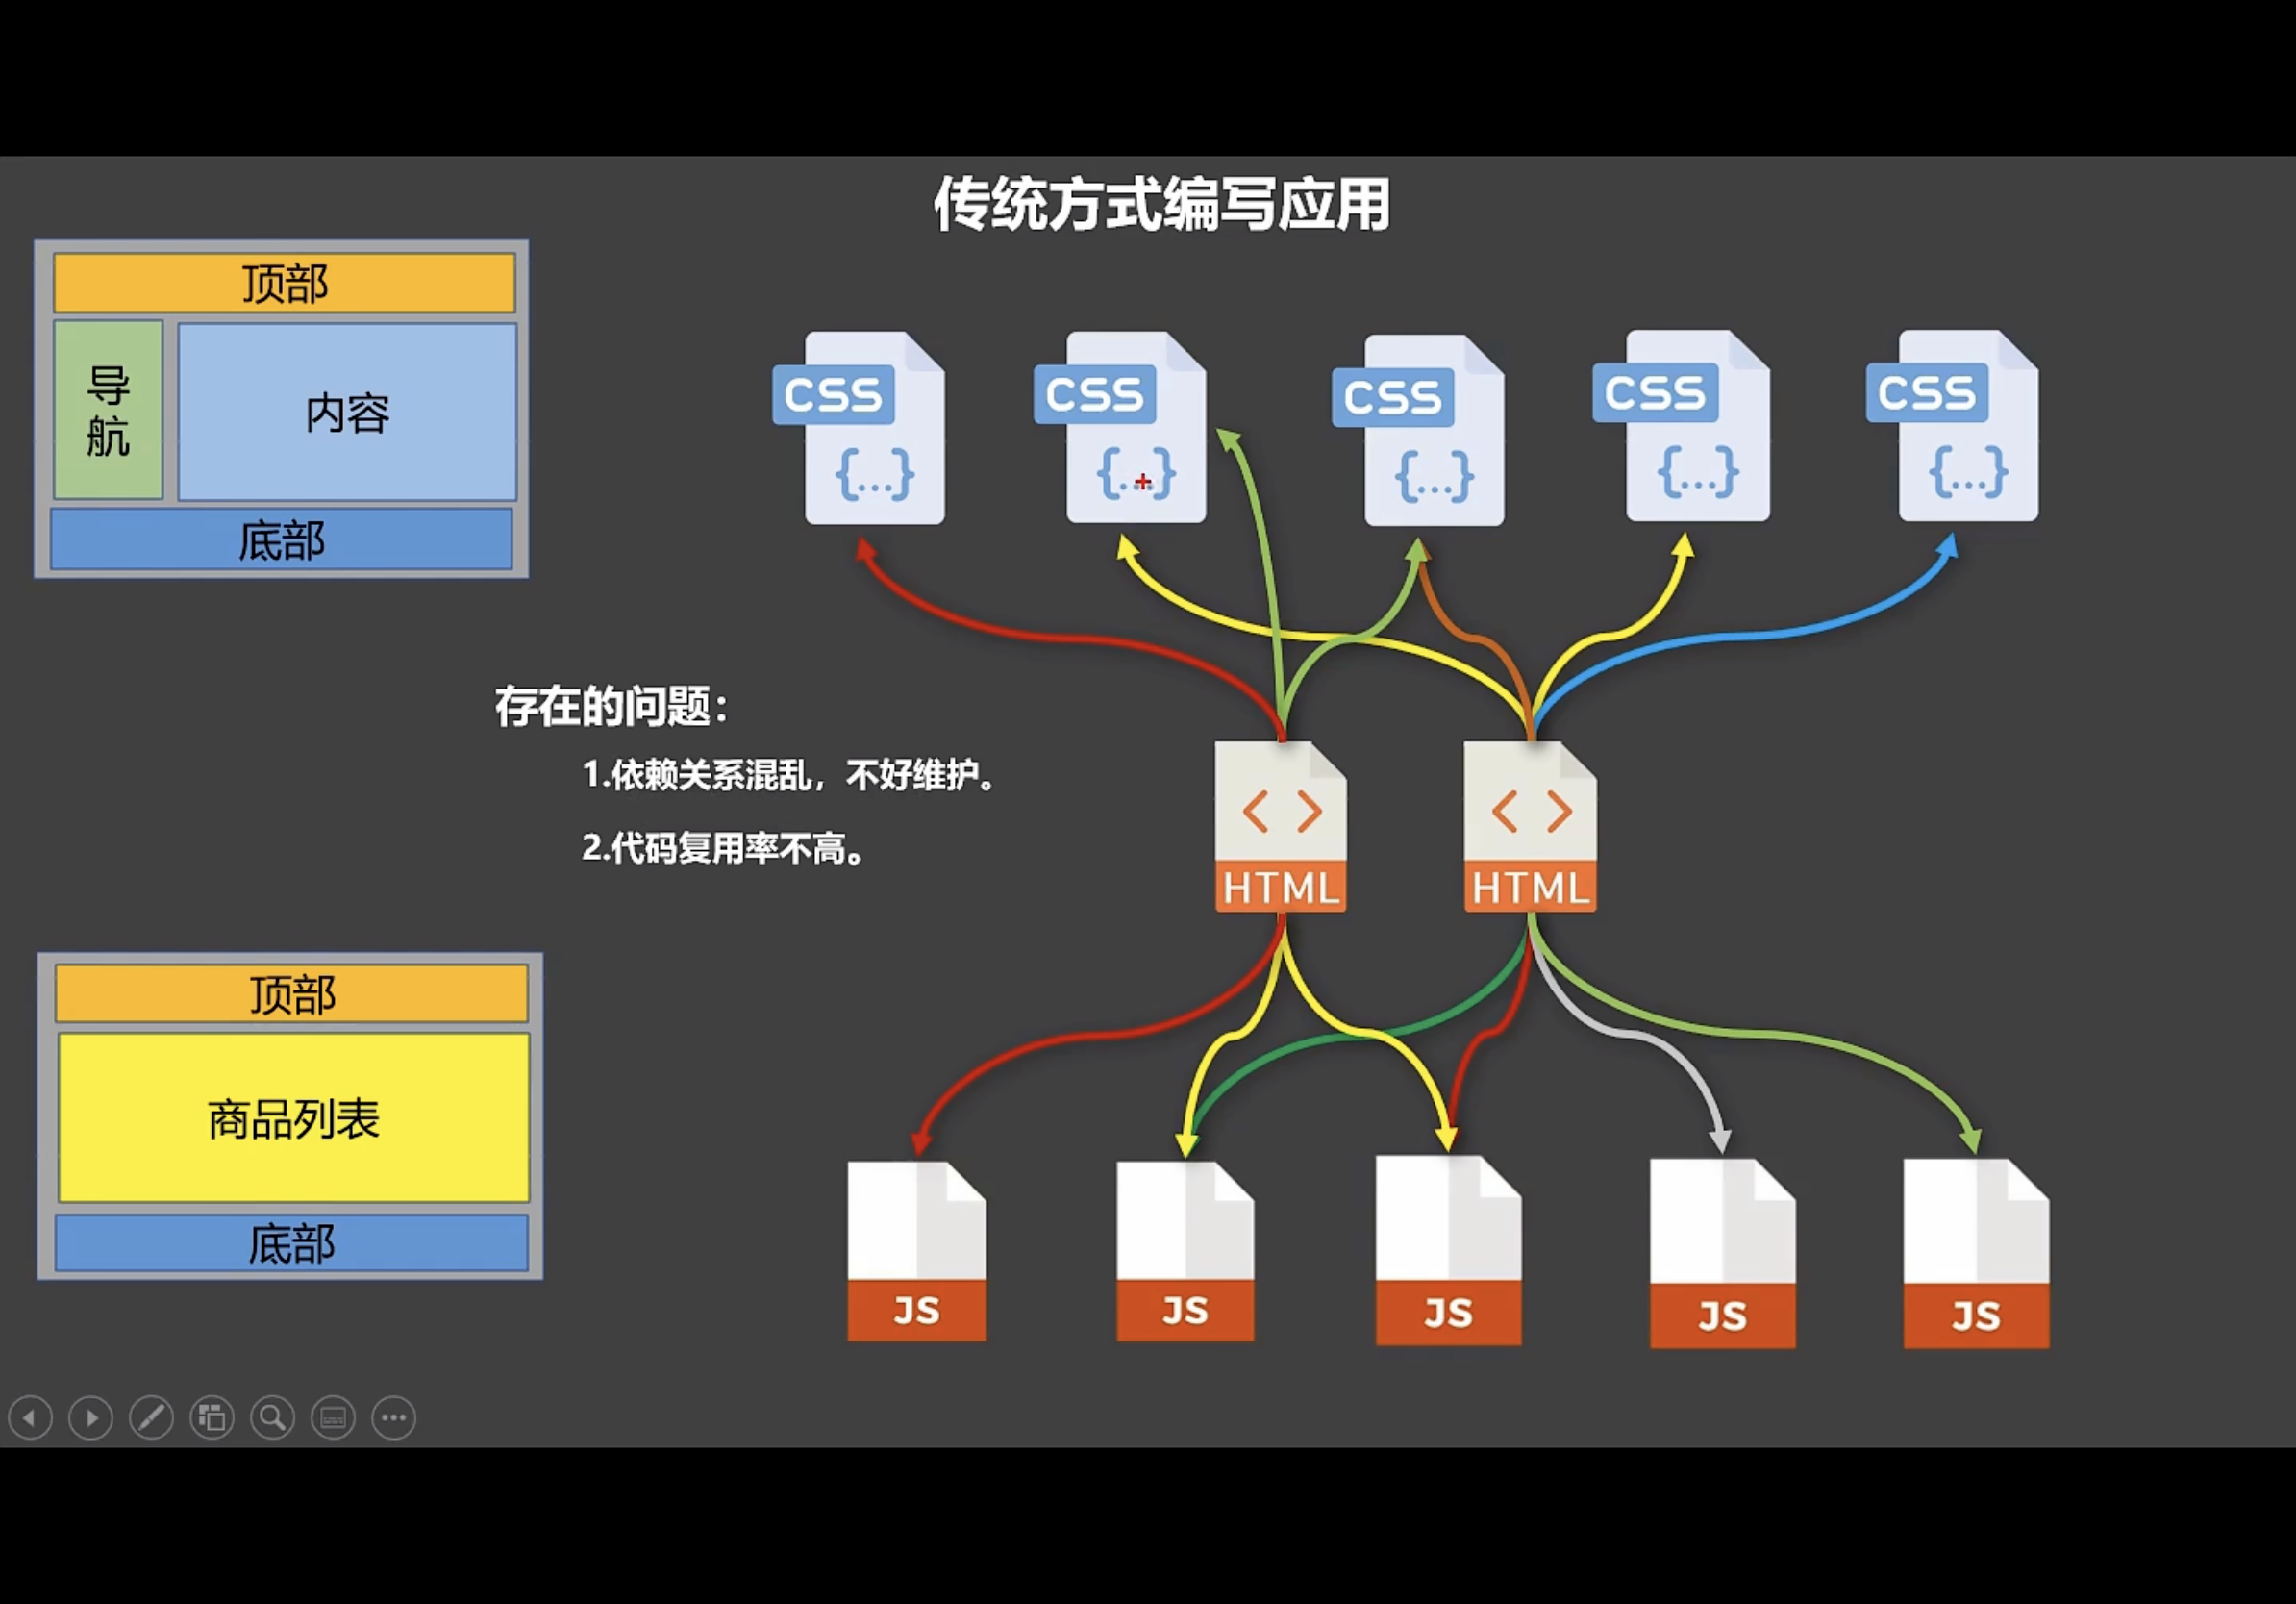 传统方式编写应用
顶部
导航
内容
底部
CSS
{...}
CSS
{...}
CSS
{...}
CSS
{...}
CSS
{...}
存在的问题：
1.依赖关系混乱，不好维护。
2.代码复用率不高。
< >
HTML
< >
HTML
顶部
商品列表
底部
JS
JS
JS
JS
JS